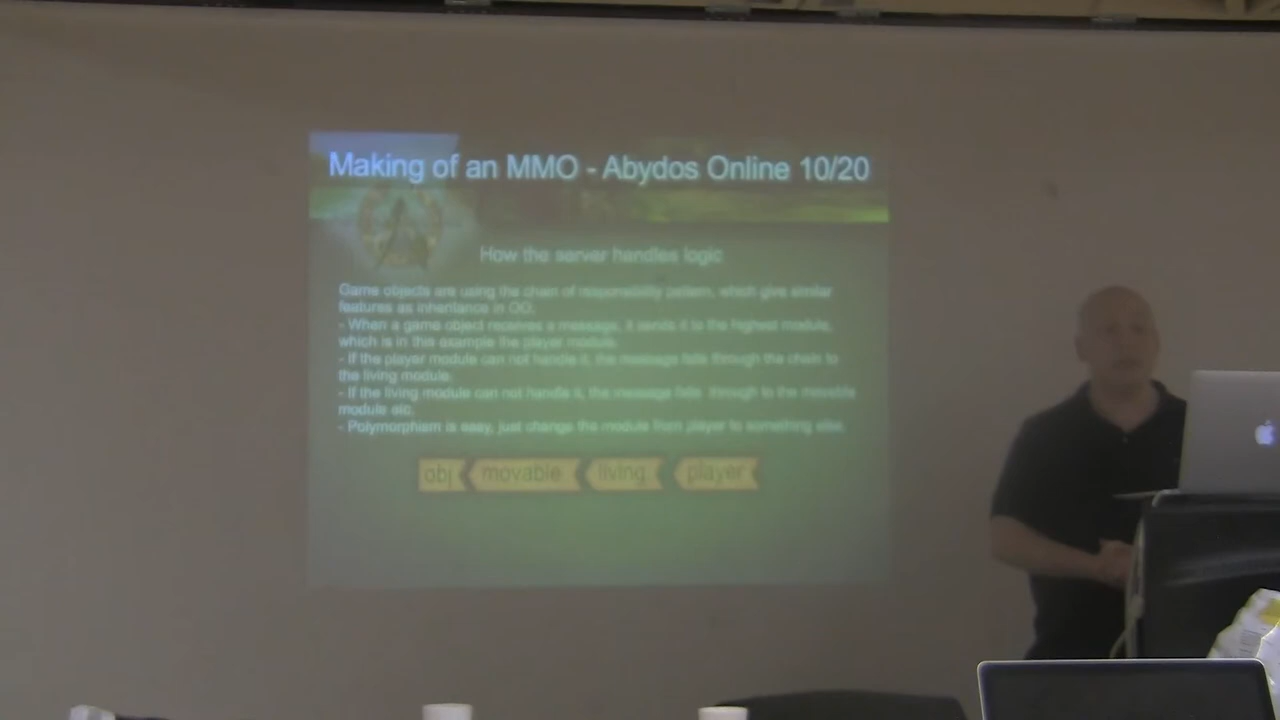 Making of an MMO - Abydos Online 10/20
How the server handles logic
Game objects are using the chain of responsibility pattern, which give similar
features as inheritance in OO.
- When a game object receives a message, it sends it to the highest module,
which is in this example the player module.
- If the player module can not handle it, the message falls through the chain to
the living module.
- If the living module can not handle it, the message falls through to the movable
module etc.
- Polymorphism is easy, just change the module from player to something else.
obj movable living player